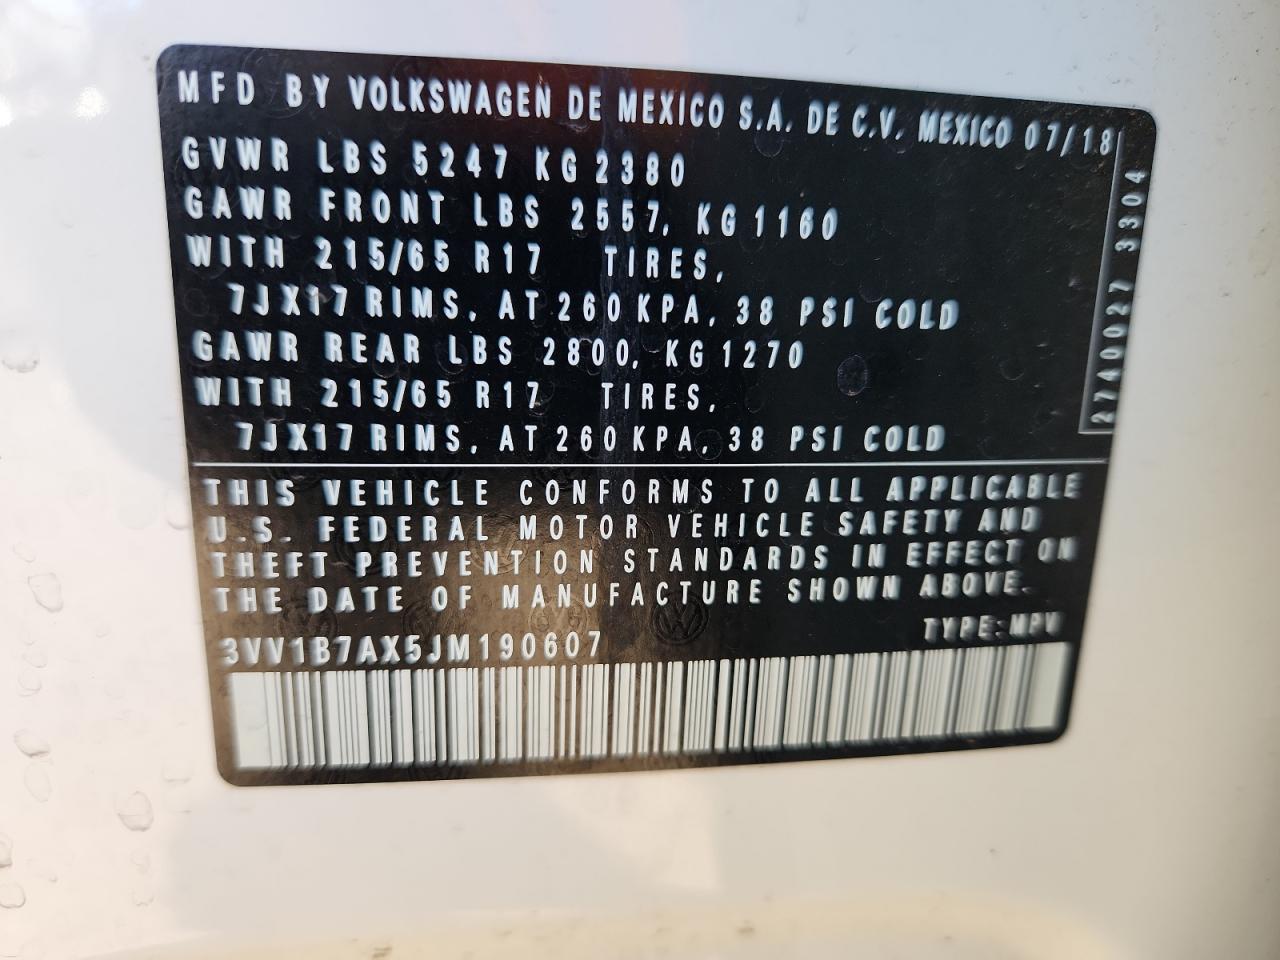 MFD BY VOLKSWAGEN DE MEXICO S.A. DE C.V. MEXICO 07/18
GVWR LBS 5247 KG 2380
GAWR FRONT LBS 2557, KG 1160
WITH 215/65 R17 TIRES,
7JX17 RIMS, AT 260 KPA, 38 PSI COLD
GAWR REAR LBS 2800, KG 1270
WITH 215/65 R17 TIRES,
7JX17 RIMS, AT 260 KPA, 38 PSI COLD
2740027 3304
THIS VEHICLE CONFORMS TO ALL APPLICABLE
U.S. FEDERAL MOTOR VEHICLE SAFETY AND
THEFT PREVENTION STANDARDS IN EFFECT ON
THE DATE OF MANUFACTURE SHOWN ABOVE.
3VV1B7AX5JM190607 TYPE: MPV